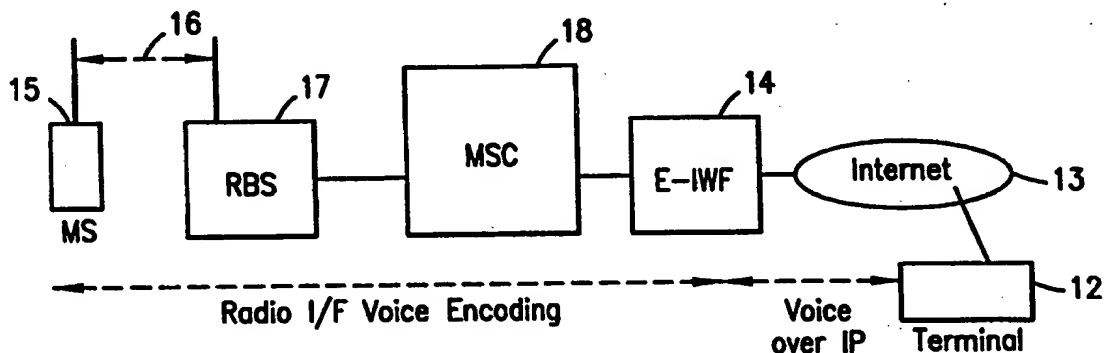 16
18
15
17
14
MSC
RBS
E-IWF
Internet
13
MS
12
Radio I/F Voice Encoding
Voice
over IP
Terminal